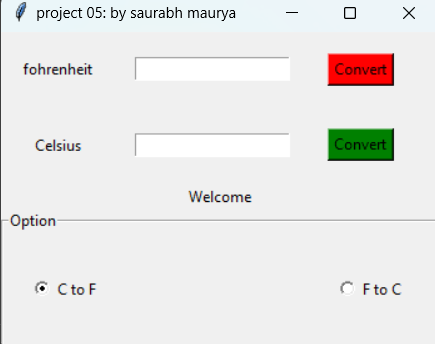 project 05: by saurabh maurya
fohrenheit Convert
Celsius Convert
Welcome
Option
C to F F to C